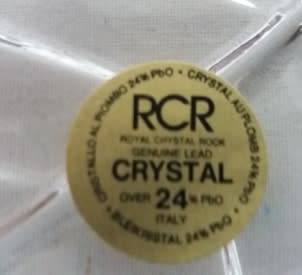 RCR
ROYAL CRYSTAL ROCK
GENUINE LEAD
CRYSTAL
OVER 24% PbO
ITALY
CRISTALLO AL PIOMBO 24% PbO • CRYSTAL AU PLOMB 24% PbO • BLEIKRISTAL 24% PbO •